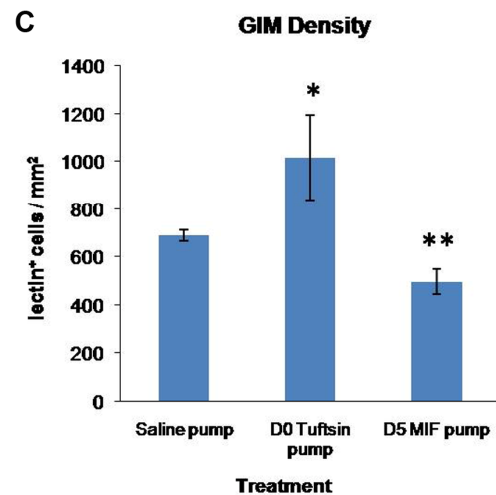 C
GIM Density
lectin⁺ cells / mm²
1400
1200
1000
800
600
400
200
0
*
**
Saline pump
D0 Tuftsin pump
D5 MIF pump
Treatment